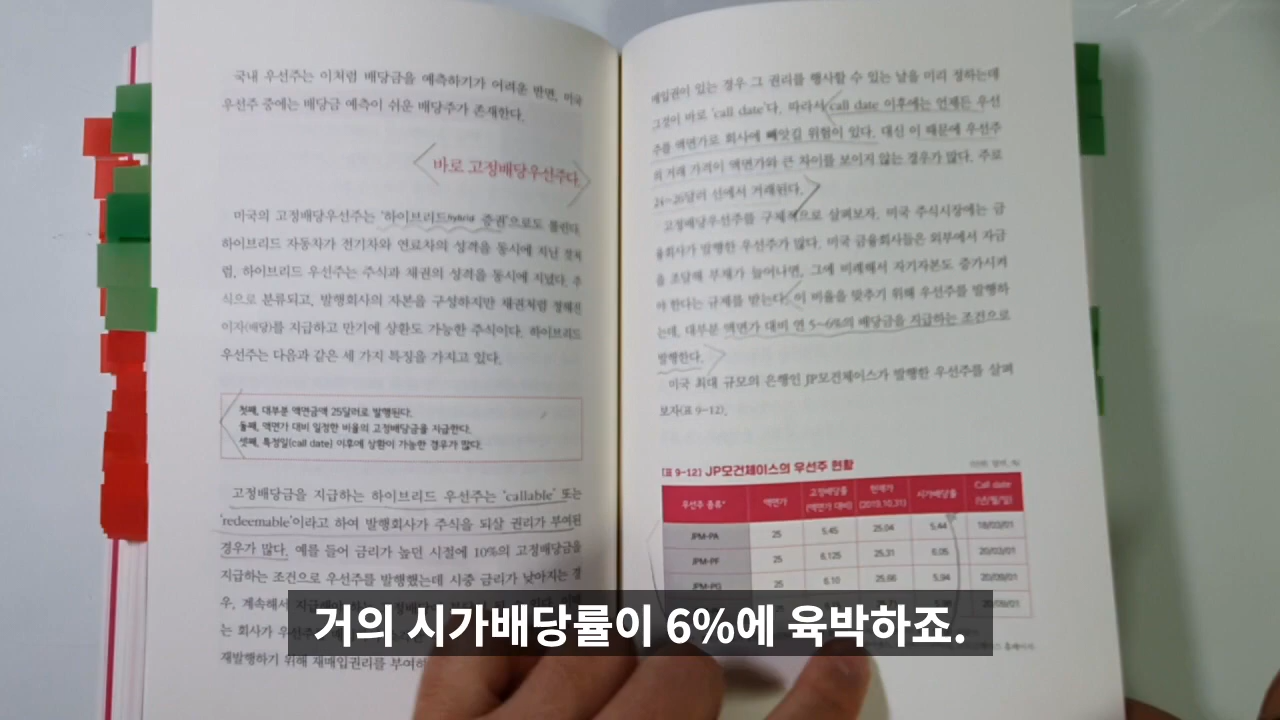 국내 우선주는 이처럼 배당금을 예측하기가 어려운 반면, 미국
우선주 중에는 배당금 예측이 쉬운 배당주가 존재한다.
바로 고정배당우선주다.
미국의 고정배당우선주는 '하이브리드hybrid 증권'으로도 불린다.
하이브리드 자동차가 전기차와 연료차의 성격을 동시에 지닌 것처
럼, 하이브리드 우선주는 주식과 채권의 성격을 동시에 지녔다. 주
식으로 분류되고, 발행회사의 자본을 구성하지만 채권처럼 정해진
이자(배당)를 지급하고 만기에 상환도 가능한 주식이다. 하이브리드
우선주는 다음과 같은 세 가지 특징을 가지고 있다.
첫째, 대부분 액면금액 25달러로 발행된다.
둘째, 액면가 대비 일정한 비율의 고정배당금을 지급한다.
셋째, 특정일(call date) 이후에 상환이 가능한 경우가 많다.
고정배당금을 지급하는 하이브리드 우선주는 'callable' 또는
'redeemable'이라고 하여 발행회사가 주식을 되살 권리가 부여된
경우가 많다. 예를 들어 금리가 높던 시절에 10%의 고정배당금을
지급하는 조건으로 우선주를 발행했는데 시중 금리가 낮아지는 경
우, 계속해서
는 회사가
재발행하기 위해 재매입권리를 부여하
매입권이 있는 경우 그 권리를 행사할 수 있는 날을 미리 정하는데
그것이 바로 'call date'다. 따라서 call date 이후에는 언제든 우선
주를 액면가로 회사에 빼앗길 위험이 있다. 대신 이 때문에 우선주
의 거래 가격이 액면가와 큰 차이를 보이지 않는 경우가 많다. 주로
24~26달러 선에서 거래된다.
고정배당우선주를 구체적으로 살펴보자. 미국 주식시장에는 금
융회사가 발행한 우선주가 많다. 미국 금융회사들은 외부에서 자금
을 조달해 부채가 늘어나면, 그에 비례해서 자기자본도 증가시켜
야 한다는 규제를 받는다. 이 비율을 맞추기 위해 우선주를 발행하
는데, 대부분 액면가 대비 연 5~6%의 배당금을 지급하는 조건으로
발행한다.
미국 최대 규모의 은행인 JP모건체이스가 발행한 우선주를 살펴
보자(표 9-12).
[표 9-12] JP모건체이스의 우선주 현황
우선주 종류* 액면가 고정배당률 (액면가 대비) 현재가 (2019.10.31) 시가배당률 Call date (년/월/일)
JPM-PA 25 5.45 25.04 5.44 18/03/01
JPM-PF 25 6.125 25.31 6.05 20/03/01
JPM-PG 25 6.10 25.66 5.94 20/09/01
20/09/01
거의 시가배당률이 6%에 육박하죠.